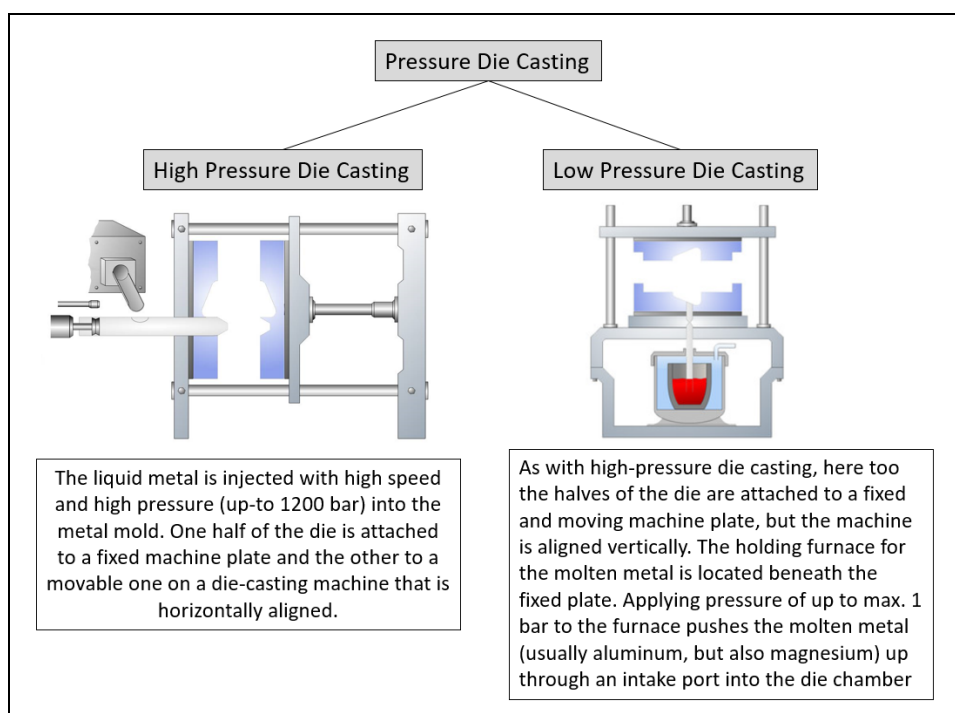 Pressure Die Casting
High Pressure Die Casting
Low Pressure Die Casting
The liquid metal is injected with high speed
and high pressure (up-to 1200 bar) into the
metal mold. One half of the die is attached
to a fixed machine plate and the other to a
movable one on a die-casting machine that is
horizontally aligned.
As with high-pressure die casting, here too
the halves of the die are attached to a fixed
and moving machine plate, but the machine
is aligned vertically. The holding furnace for
the molten metal is located beneath the
fixed plate. Applying pressure of up to max. 1
bar to the furnace pushes the molten metal
(usually aluminum, but also magnesium) up
through an intake port into the die chamber